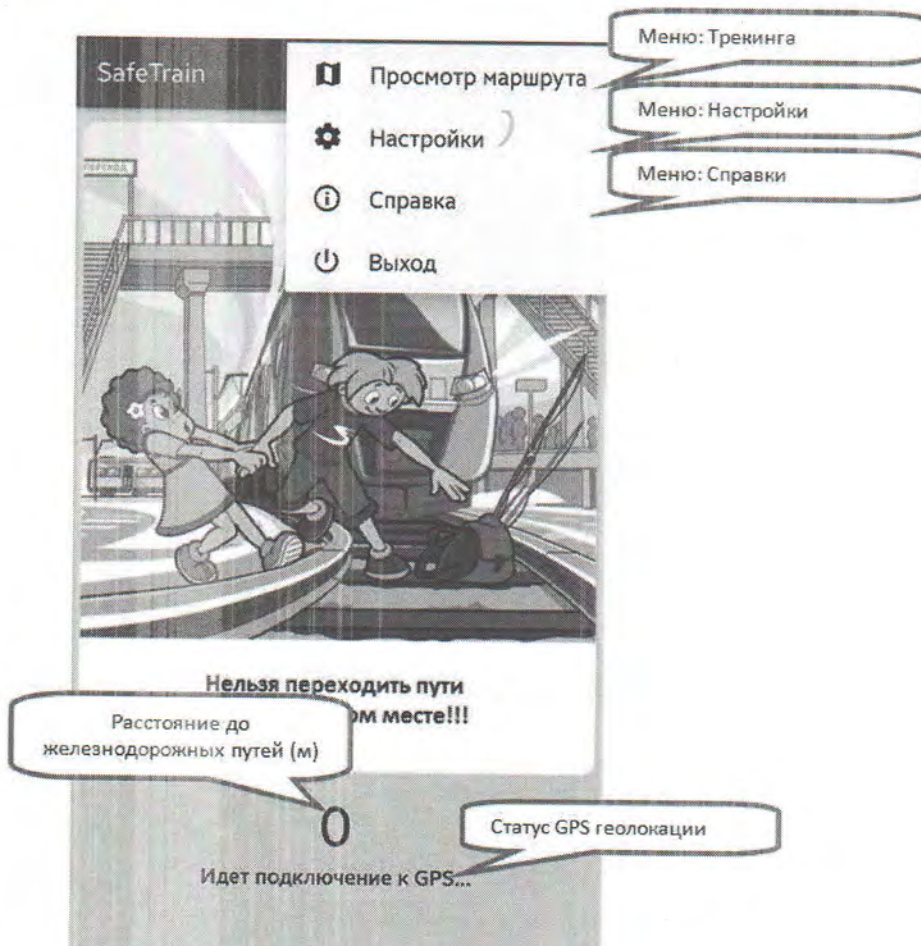 SafeTrain
Просмотр маршрута
Настройки
Справка
Выход
Меню: Трекинга
Меню: Настройки
Меню: Справки
ПЕРЕХОД
Нельзя переходить пути
ом месте!!!
Расстояние до
железнодорожных путей (м)
0
Статус GPS геолокации
Идет подключение к GPS...